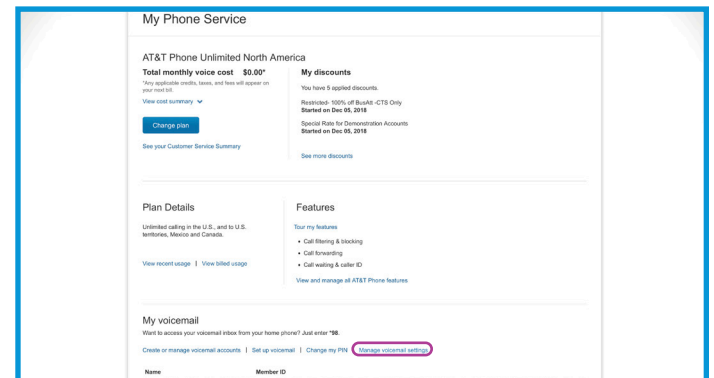 My Phone Service
AT&T Phone Unlimited North America
Total monthly voice cost $0.00*
*Any applicable credits, taxes, and fees will appear on
your next bill.
View cost summary
Change plan
See your Customer Service Summary
My discounts
You have 5 applied discounts.
Restricted- 100% off BusAtt -CTS Only
Started on Dec 05, 2018
Special Rate for Demonstration Accounts
Started on Dec 05, 2018
See more discounts
Plan Details
Unlimited calling in the U.S., and to U.S.
territories, Mexico and Canada.
View recent usage | View billed usage
Features
Tour my features
• Call filtering & blocking
• Call forwarding
• Call waiting & caller ID
View and manage all AT&T Phone features
My voicemail
Want to access your voicemail inbox from your home phone? Just enter *98.
Create or manage voicemail accounts | Set up voicemail | Change my PIN | Manage voicemail settings
Name Member ID